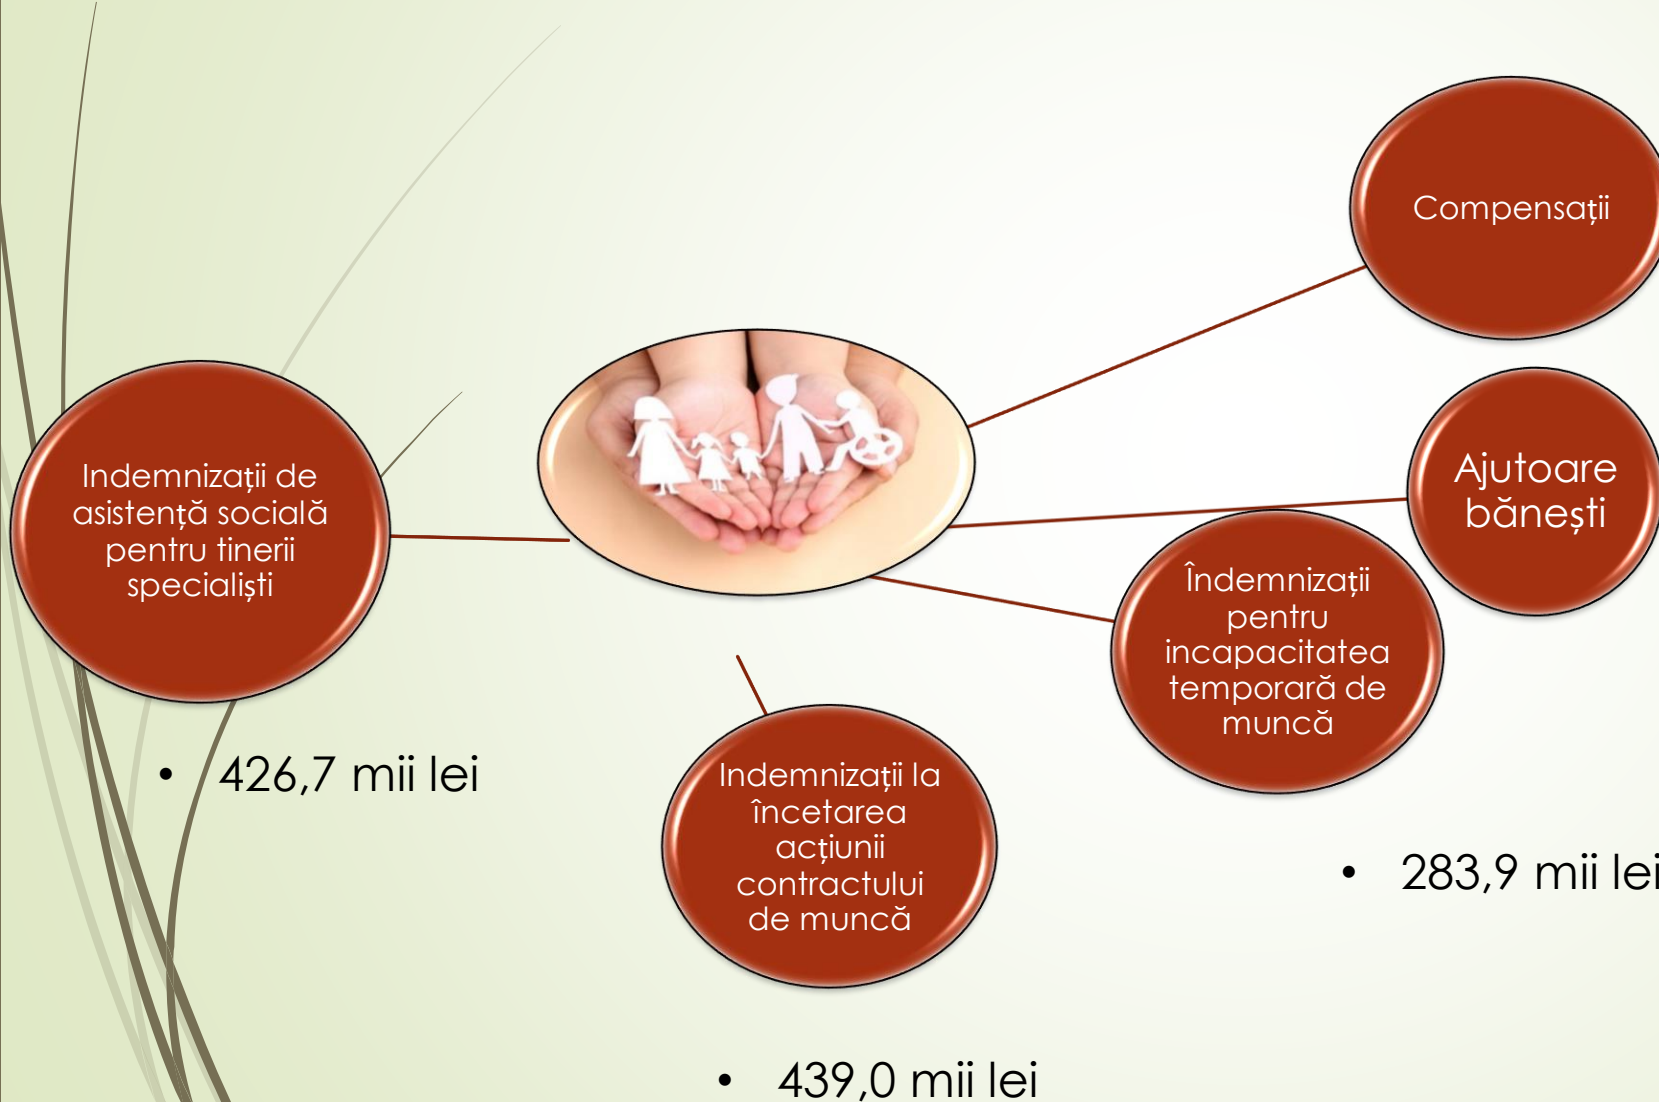 Compensații
Ajutoare
bănești
Indemnizații de
asistență socială
pentru tinerii
specialiști
Îndemnizații
pentru
incapacitatea
temporară de
muncă
• 426,7 mii lei
Indemnizații la
încetarea
acțiunii
contractului
de muncă
• 283,9 mii lei
• 439,0 mii lei